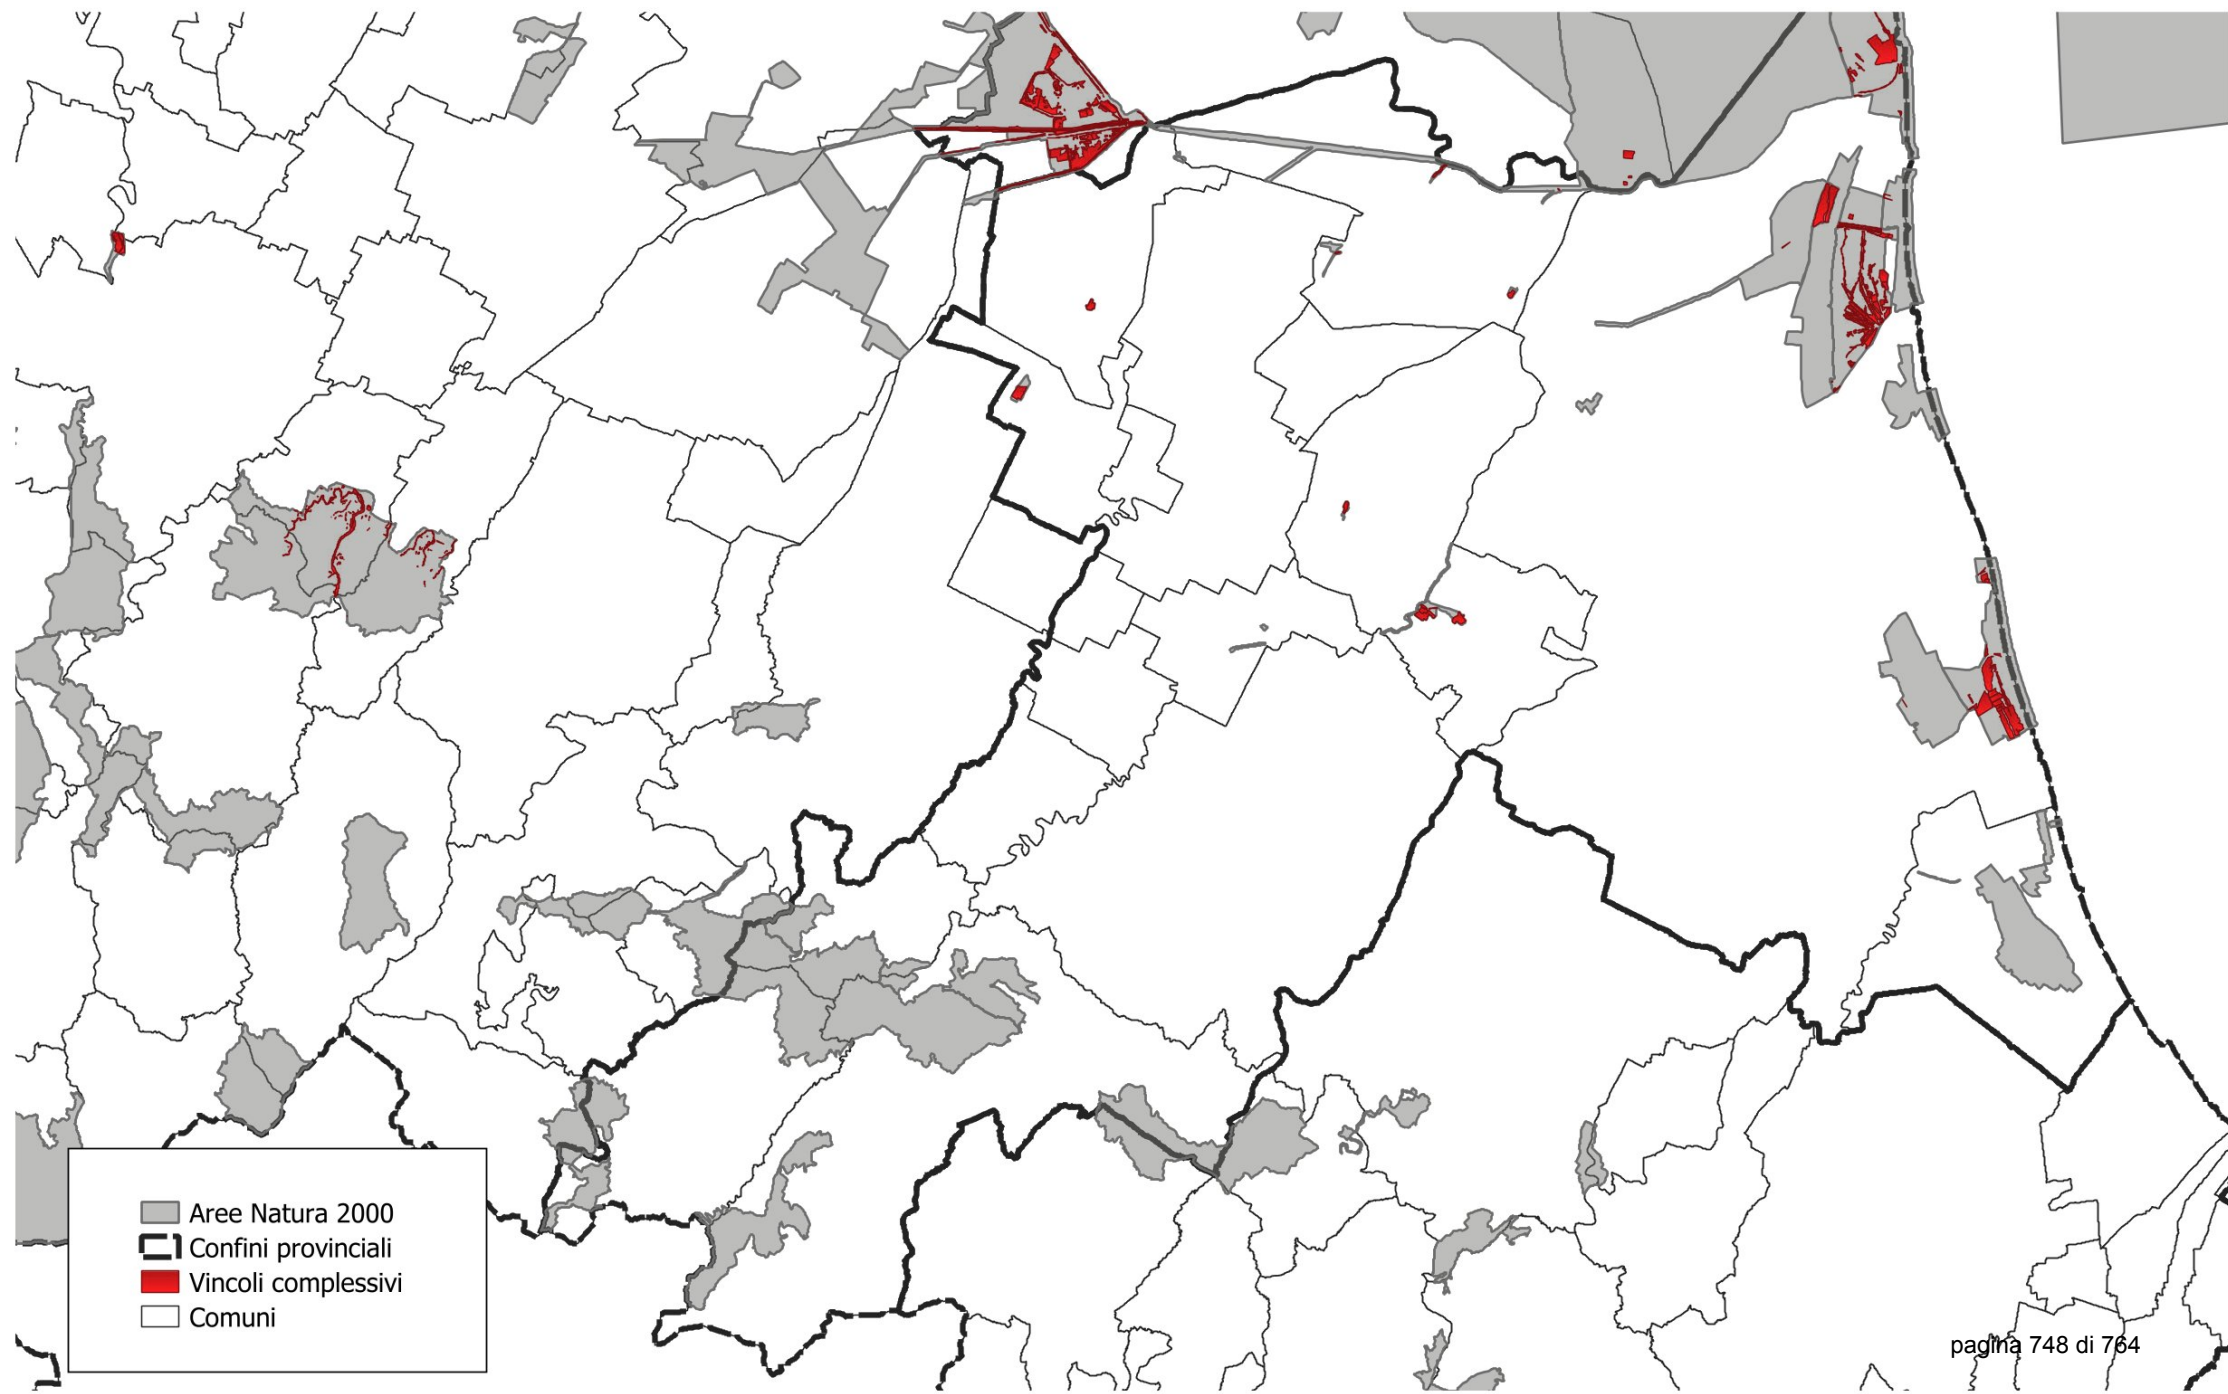 Aree Natura 2000
Confini provinciali
Vincoli complessivi
Comuni
pagina 748 di 764